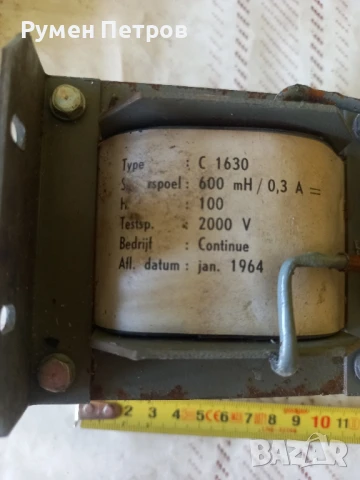 Румен Петров
Type : C 1630
spoel : 600 mH / 0,3 A =
: 100
Testsp. : 2000 V
Bedrijf : Continue
Afl. datum : jan. 1964
2 3 4 5 6 7 8 9 10 11
BAZAR